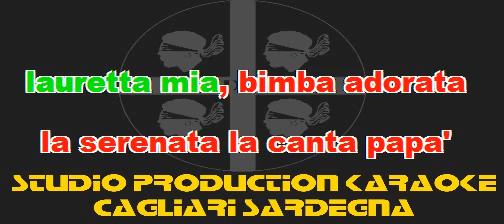 lauretta mia, bimba adorata
la serenata la canta papa'
STUDIO PRODUCTION KARAOKE
CAGLIARI SARDEGNA